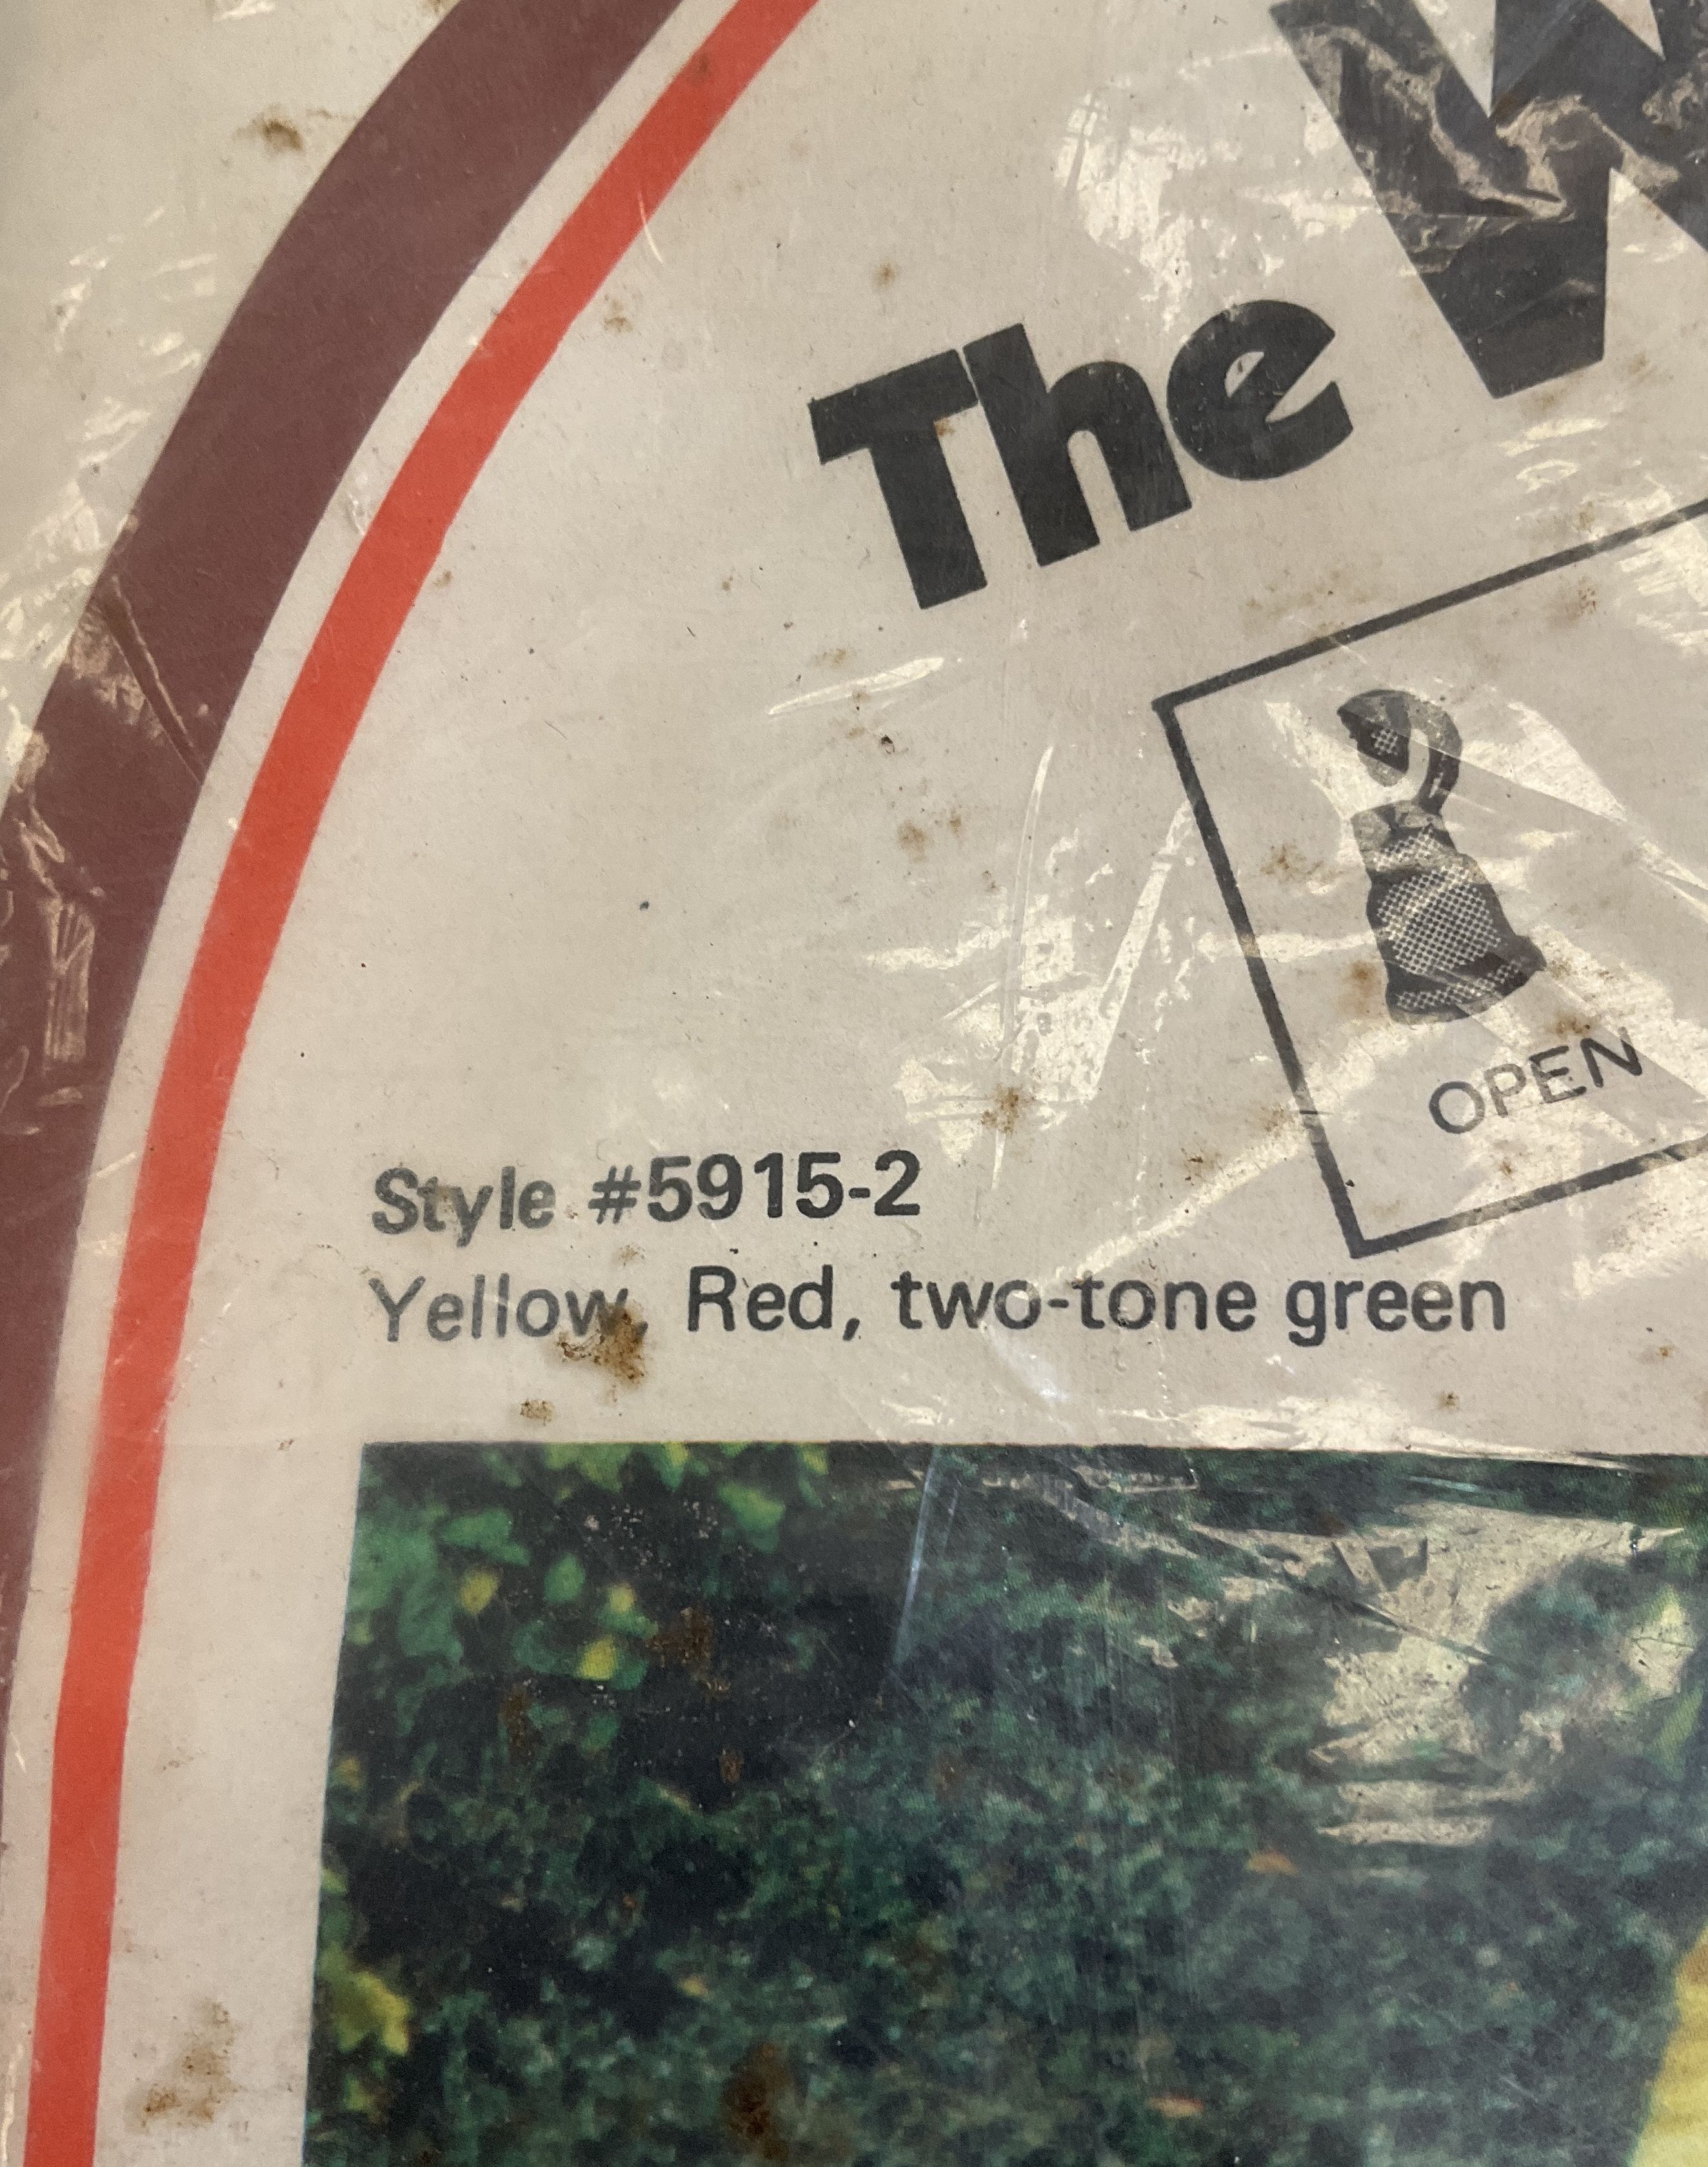 The
OPEN
Style #5915-2
Yellow, Red, two-tone green